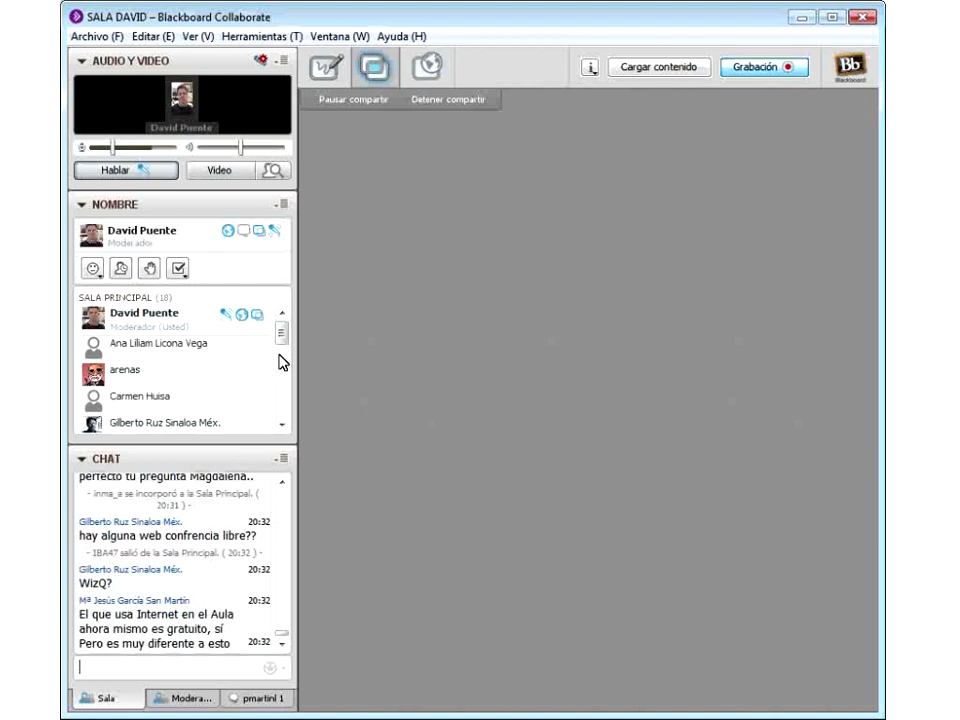 SALA DAVID – Blackboard Collaborate
Archivo (F) Editar (E) Ver (V) Herramientas (T) Ventana (W) Ayuda (H)
AUDIO Y VIDEO
David Puente
Hablar Video
NOMBRE
David Puente
Moderador
SALA PRINCIPAL (18)
David Puente
Moderador (Usted)
Ana Liliam Licona Vega
arenas
Carmen Huisa
Gilberto Ruz Sinaloa Méx.
CHAT
perfecto tu pregunta Magdalena..
- inma_a se incorporó a la Sala Principal. (
20:31 ) -
Gilberto Ruz Sinaloa Méx. 20:32
hay alguna web confrencia libre??
- IBA47 salió de la Sala Principal. ( 20:32 ) -
Gilberto Ruz Sinaloa Méx. 20:32
WizQ?
Mª Jesús García San Martín 20:32
El que usa Internet en el Aula
ahora mismo es gratuito, sí
Pero es muy diferente a esto 20:32
Sala Modera... pmartinl 1
Cargar contenido Grabación
Bb
Blackboard
Pausar compartir Detener compartir